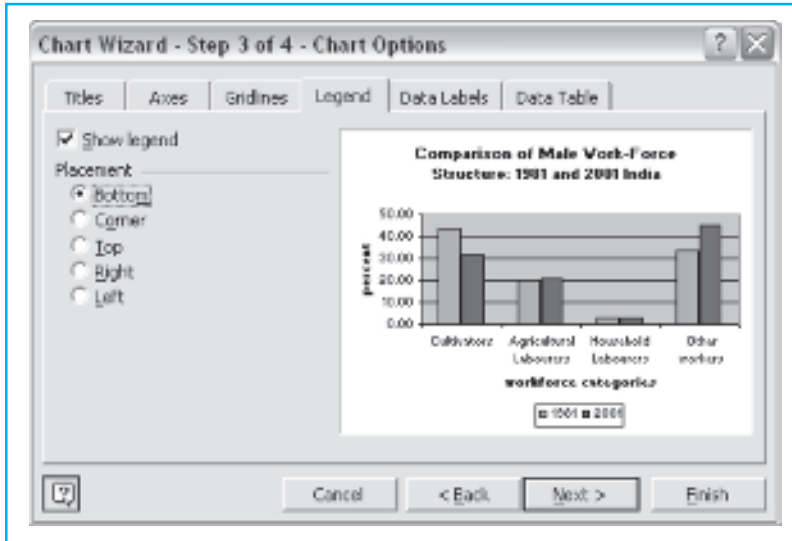 Chart Wizard - Step 3 of 4 - Chart Options
Titles Axes Gridlines Legend Data Labels Data Table
Show legend
Placement
Bottom
Corner
Top
Right
Left
Comparison of Male Work-Force
Structure: 1981 and 2001 India
50.00
40.00
30.00
20.00
10.00
0.00
percent
Cultivators Agricultural Household Other
Labourers Labourers workers
workforce categories
1981 2001
Cancel < Back Next > Finish